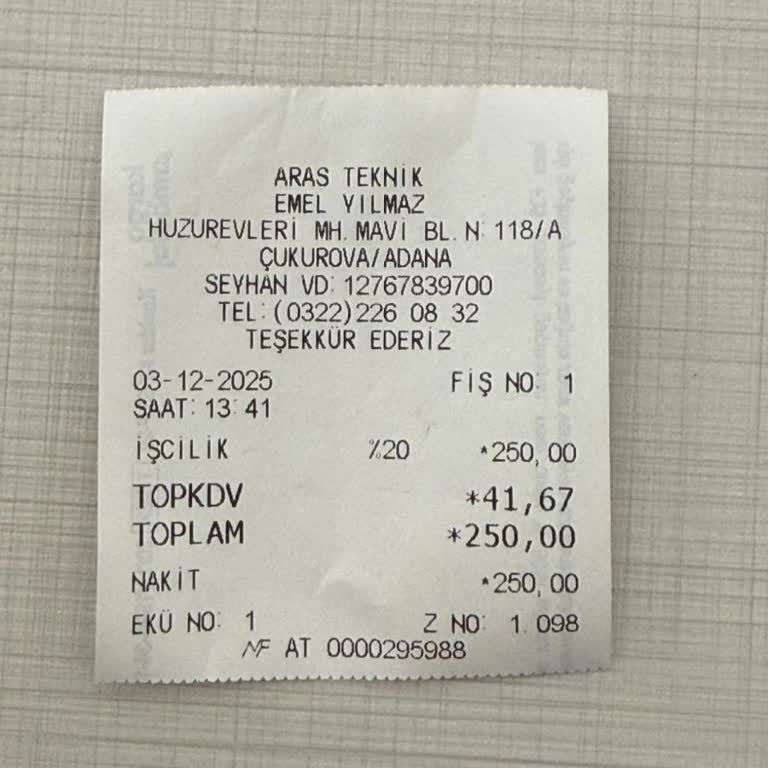 ARAS TEKNİK
EMEL YILMAZ
HUZUREVLERİ MH. MAVİ BL. N: 118/A
ÇUKUROVA/ADANA
SEYHAN VD: 12767839700
TEL:(0322)226 08 32
TEŞEKKÜR EDERİZ
03-12-2025 FİŞ NO: 1
SAAT: 13:41
İŞCİLİK %20 *250,00
TOPKDV *41,67
TOPLAM *250,00
NAKİT *250,00
EKÜ NO: 1 Z NO: 1.098
MF AT 0000295988